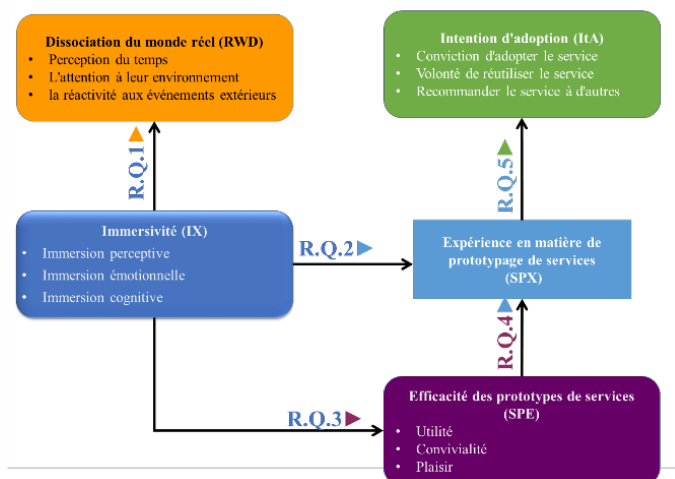 Dissociation du monde réel (RWD)
• Perception du temps
• L'attention à leur environnement
• la réactivité aux événements extérieurs
Intention d'adoption (ItA)
• Conviction d'adopter le service
• Volonté de réutiliser le service
• Recommander le service à d'autres
R.Q.1
R.Q.5
Immersivité (IX)
• Immersion perceptive
• Immersion émotionnelle
• Immersion cognitive
R.Q.2
Expérience en matière de
prototypage de services
(SPX)
R.Q.4
R.Q.3
Efficacité des prototypes de services
(SPE)
• Utilité
• Convivialité
• Plaisir